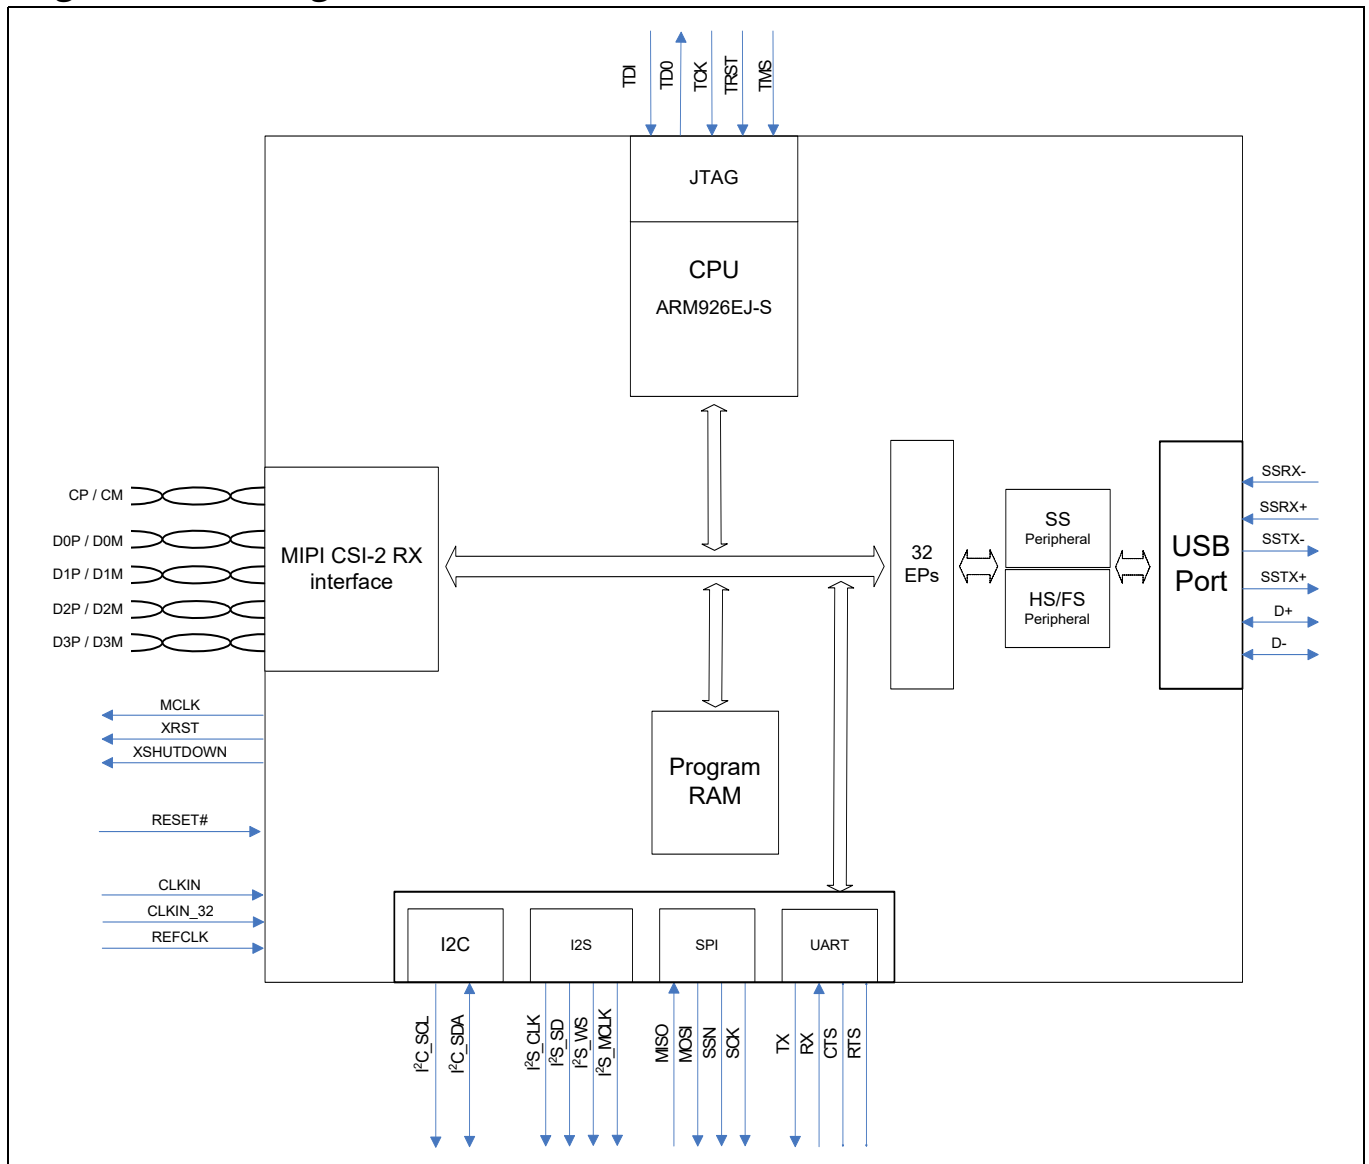 TDI
TD0
TCK
TRST
TMS
JTAG
CPU
ARM926EJ-S
CP / CM
D0P / D0M
D1P / D1M
D2P / D2M
D3P / D3M
MIPI CSI-2 RX
interface
32
EPs
SS
Peripheral
HS/FS
Peripheral
USB
Port
SSRX-
SSRX+
SSTX-
SSTX+
D+
D-
MCLK
XRST
XSHUTDOWN
RESET#
CLKIN
CLKIN_32
REFCLK
Program
RAM
I2C
I2S
SPI
UART
I²C_SCL
I²C_SDA
I²S_CLK
I²S_SD
I²S_WS
I²S_MCLK
MISO
MOSI
SSN
SCK
TX
RX
CTS
RTS